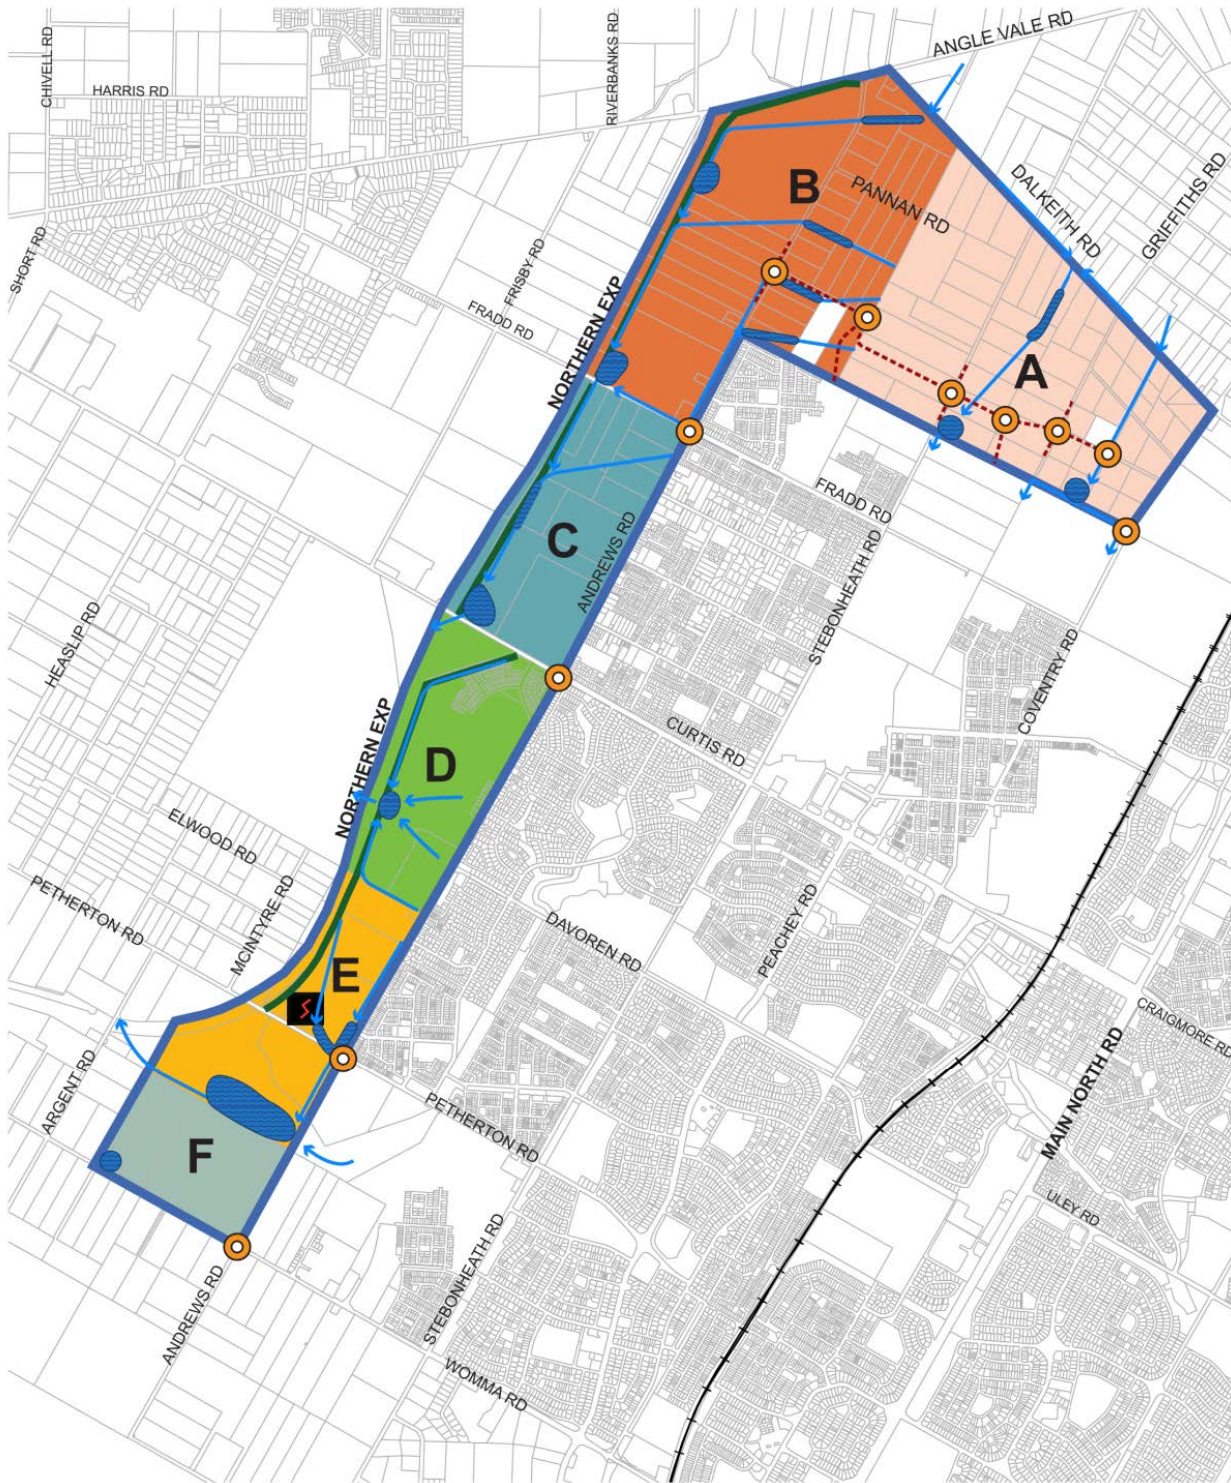 ANGLE VALE RD
CHIVELL RD
HARRIS RD
RIVERBANKS RD
B
PANNAN RD
DALKEITH RD
GRIFFITHS RD
SHORT RD
FRISBY RD
FRADD RD
NORTHERN EXP
A
FRADD RD
C
ANDREWS RD
STEBONHEATH RD
HEASLIP RD
COVENTRY RD
CURTIS RD
NORTHERN EXP
D
ELWOOD RD
PETHERTON RD
MCINTYRE RD
DAVOREN RD
PEACHEY RD
E
CRAIGMORE RD
MAIN NORTH RD
ARGENT RD
PETHERTON RD
F
ULEY RD
STEBONHEATH RD
ANDREWS RD
WOMMA RD